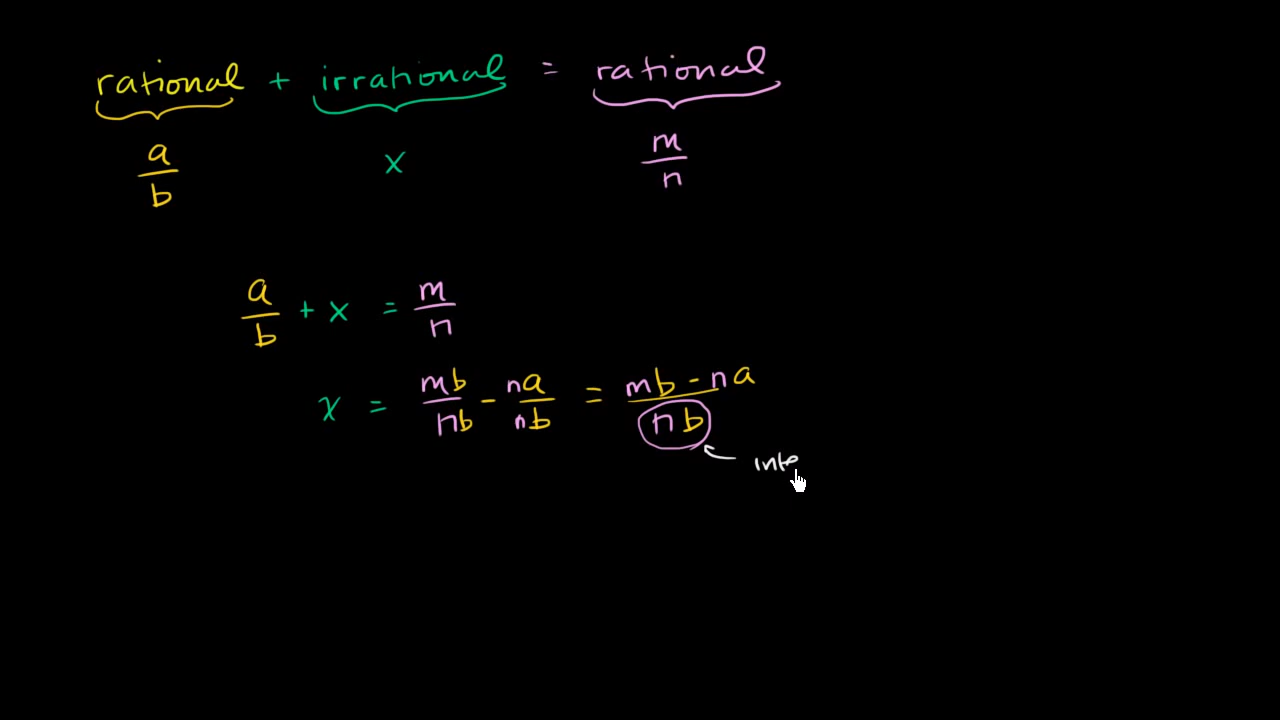 rational + irrational = rational
a/b x m/n
a/b + x = m/n
x = mb/nb - na/nb = mb - na/nb
inte